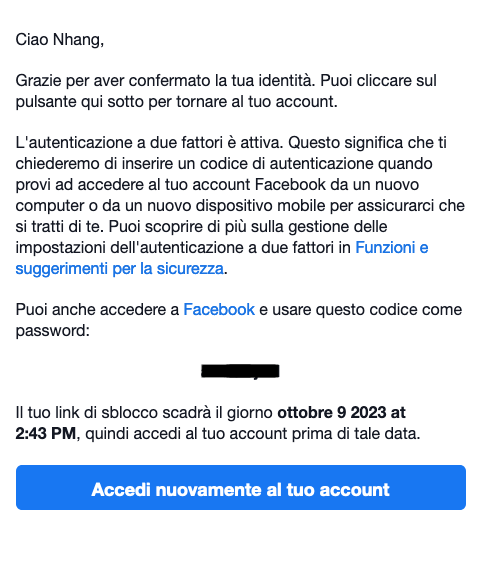 Ciao Nhang,
Grazie per aver confermato la tua identità. Puoi cliccare sul
pulsante qui sotto per tornare al tuo account.
L'autenticazione a due fattori è attiva. Questo significa che ti
chiederemo di inserire un codice di autenticazione quando
provi ad accedere al tuo account Facebook da un nuovo
computer o da un nuovo dispositivo mobile per assicurarci che
si tratti di te. Puoi scoprire di più sulla gestione delle
impostazioni dell'autenticazione a due fattori in Funzioni e
suggerimenti per la sicurezza.
Puoi anche accedere a Facebook e usare questo codice come
password:
Il tuo link di sblocco scadrà il giorno ottobre 9 2023 at
2:43 PM, quindi accedi al tuo account prima di tale data.
Accedi nuovamente al tuo account